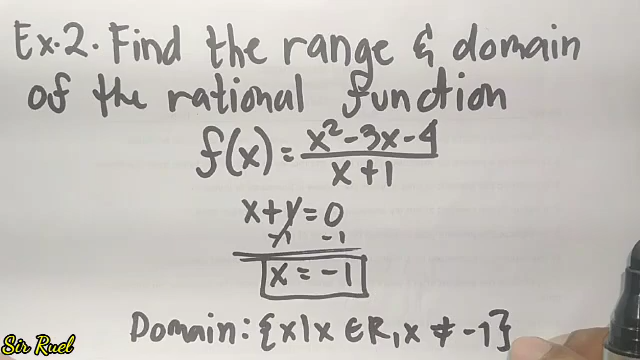 Ex. 2. Find the range & domain
of the rational function
f(x) = x² - 3x - 4 / x + 1
x + 1 = 0
-1 -1
x = -1
Domain: {x | x ∈ R, x ≠ -1}
Sir Ruel